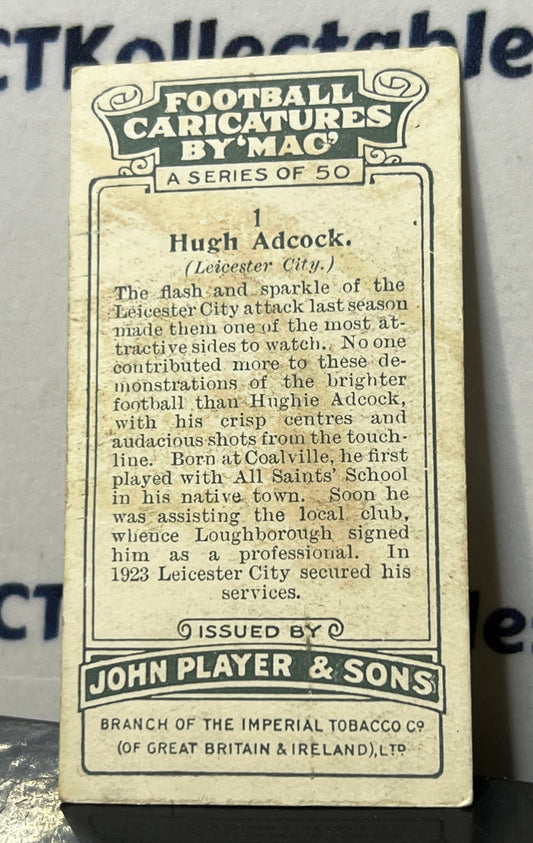 CTKollectables
FOOTBALL
CARICATURES
BY 'MAC'
A SERIES OF 50
1
Hugh Adcock.
(Leicester City.)
The flash and sparkle of the
Leicester City attack last season
made them one of the most at-
tractive sides to watch. No one
contributed more to these de-
monstrations of the brighter
football than Hughie Adcock,
with his crisp centres and
audacious shots from the touch-
line. Born at Coalville, he first
played with All Saints' School
in his native town. Soon he
was assisting the local club,
whence Loughborough signed
him as a professional. In
1923 Leicester City secured his
services.
ISSUED BY
JOHN PLAYER & SONS
BRANCH OF THE IMPERIAL TOBACCO Co.
(OF GREAT BRITAIN & IRELAND), LTD.